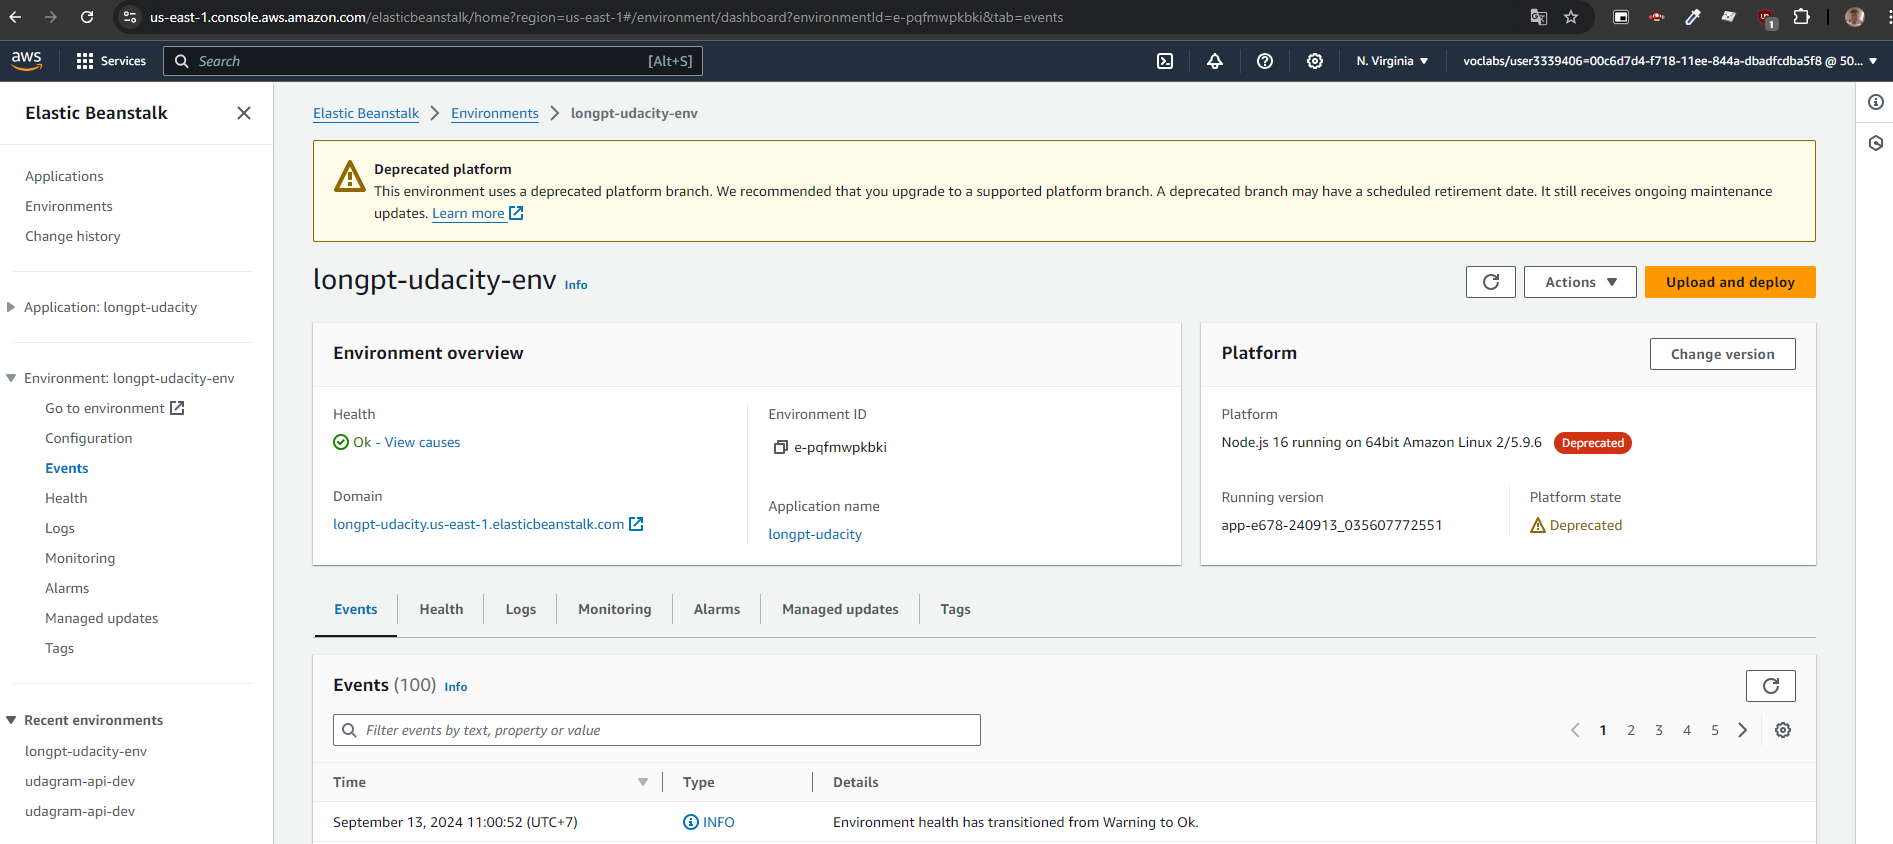 us-east-1.console.aws.amazon.com/elasticbeanstalk/home?region=us-east-1#/environment/dashboard?environmentId=e-pqfmwpkbki&tab=events
1
aws
Services
Search
[Alt+S]
N. Virginia
voclabs/user3339406=00c6d7d4-f718-11ee-844a-dbadfcdba5f8 @ 50...
Elastic Beanstalk
Applications
Environments
Change history
Application: longpt-udacity
Environment: longpt-udacity-env
Go to environment
Configuration
Events
Health
Logs
Monitoring
Alarms
Managed updates
Tags
Recent environments
longpt-udacity-env
udagram-api-dev
udagram-api-dev
Elastic Beanstalk
Environments
longpt-udacity-env
Deprecated platform
This environment uses a deprecated platform branch. We recommended that you upgrade to a supported platform branch. A deprecated branch may have a scheduled retirement date. It still receives ongoing maintenance
updates. Learn more
longpt-udacity-env Info
Actions
Upload and deploy
Environment overview
Health
Ok - View causes
Domain
longpt-udacity.us-east-1.elasticbeanstalk.com
Environment ID
e-pqfmwpkbki
Application name
longpt-udacity
Platform
Change version
Platform
Node.js 16 running on 64bit Amazon Linux 2/5.9.6 Deprecated
Running version
app-e678-240913_035607772551
Platform state
Deprecated
Events
Health
Logs
Monitoring
Alarms
Managed updates
Tags
Events (100) Info
Filter events by text, property or value
1 2 3 4 5
Time
Type
Details
September 13, 2024 11:00:52 (UTC+7)
INFO
Environment health has transitioned from Warning to Ok.